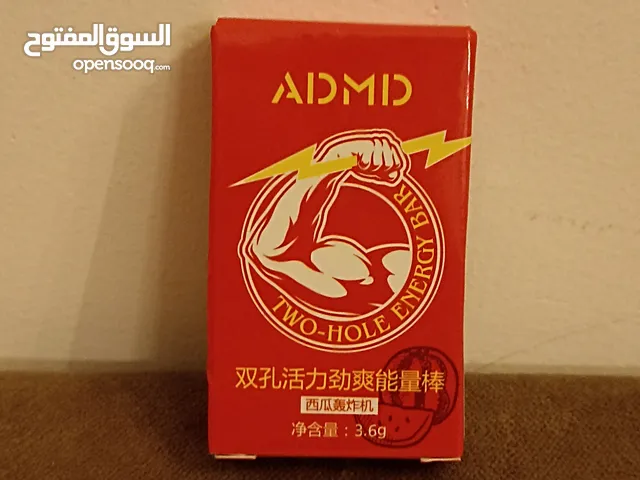 السوق المفتوح
opensooq.com
ADMD
TWO-HOLE ENERGY BAR
双孔活力劲爽能量棒
西瓜轰炸机
净含量：3.6g